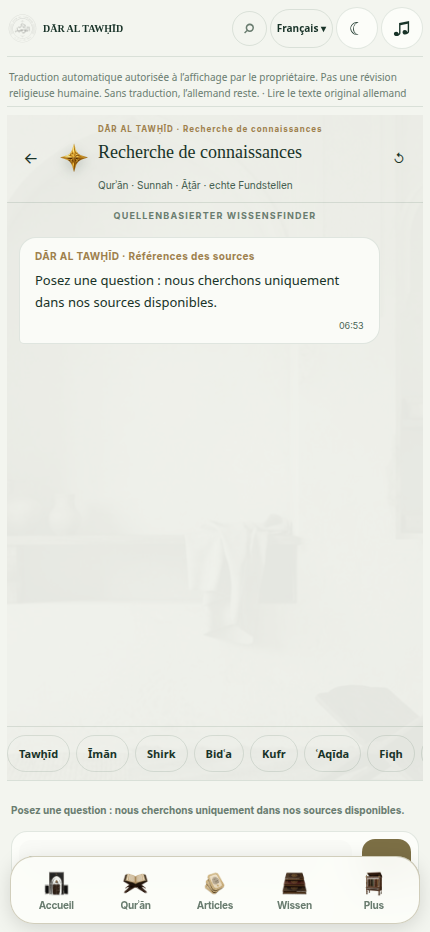 DĀR AL TAWḤĪD
Français ▾
Traduction automatique autorisée à l’affichage par le propriétaire. Pas une révision
religieuse humaine. Sans traduction, l’allemand reste. · Lire le texte original allemand
DĀR AL TAWḤĪD · Recherche de connaissances
Recherche de connaissances
Qurʾān · Sunnah · Āṯār · echte Fundstellen
QUELLENBASIERTER WISSENSFINDER
DĀR AL TAWḤĪD · Références des sources
Posez une question : nous cherchons uniquement
dans nos sources disponibles.
06:53
Tawḥīd Īmān Shirk Bidʿa Kufr ʿAqīda Fiqh
Posez une question : nous cherchons uniquement dans nos sources disponibles.
Accueil Qurʾān Articles Wissen Plus